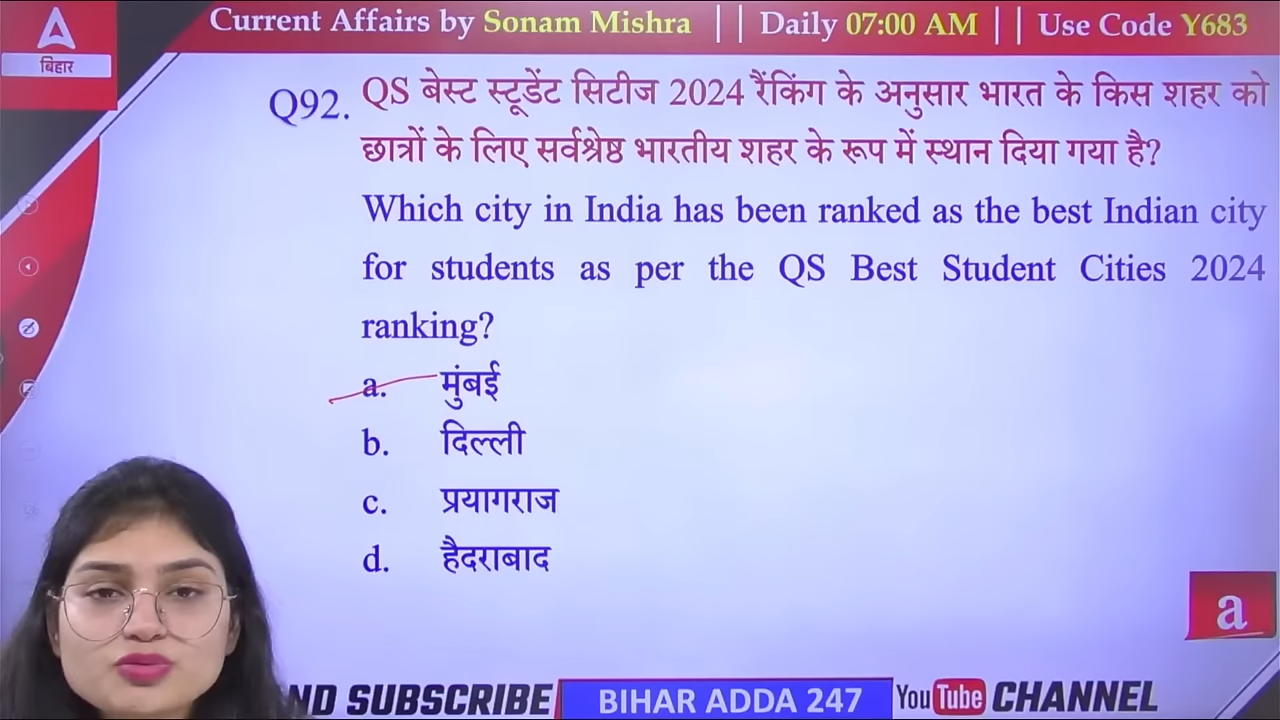 Current Affairs by Sonam Mishra || Daily 07:00 AM || Use Code Y683
बिहार
Q92. QS बेस्ट स्टूडेंट सिटीज 2024 रैंकिंग के अनुसार भारत के किस शहर को
छात्रों के लिए सर्वश्रेष्ठ भारतीय शहर के रूप में स्थान दिया गया है?
Which city in India has been ranked as the best Indian city
for students as per the QS Best Student Cities 2024
ranking?
a. मुंबई
b. दिल्ली
c. प्रयागराज
d. हैदराबाद
a
ND SUBSCRIBE BIHAR ADDA 247 YouTube CHANNEL